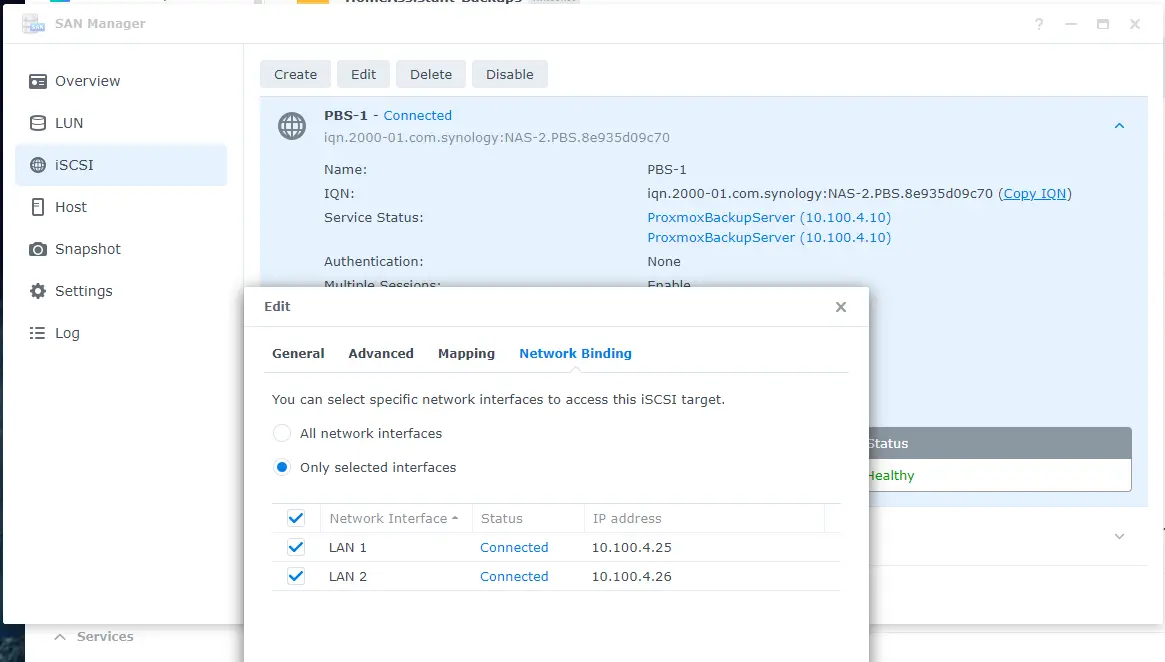 SAN Manager
?
Overview
LUN
iSCSI
Host
Snapshot
Settings
Log
Create Edit Delete Disable
PBS-1 - Connected
iqn.2000-01.com.synology:NAS-2.PBS.8e935d09c70
Name: PBS-1
IQN: iqn.2000-01.com.synology:NAS-2.PBS.8e935d09c70 (Copy IQN)
Service Status: ProxmoxBackupServer (10.100.4.10)
ProxmoxBackupServer (10.100.4.10)
Authentication: None
Multiple Sessions: Enable
Status
Healthy
Edit
General Advanced Mapping Network Binding
You can select specific network interfaces to access this iSCSI target.
All network interfaces
Only selected interfaces
Network Interface Status IP address
LAN 1 Connected 10.100.4.25
LAN 2 Connected 10.100.4.26
Services